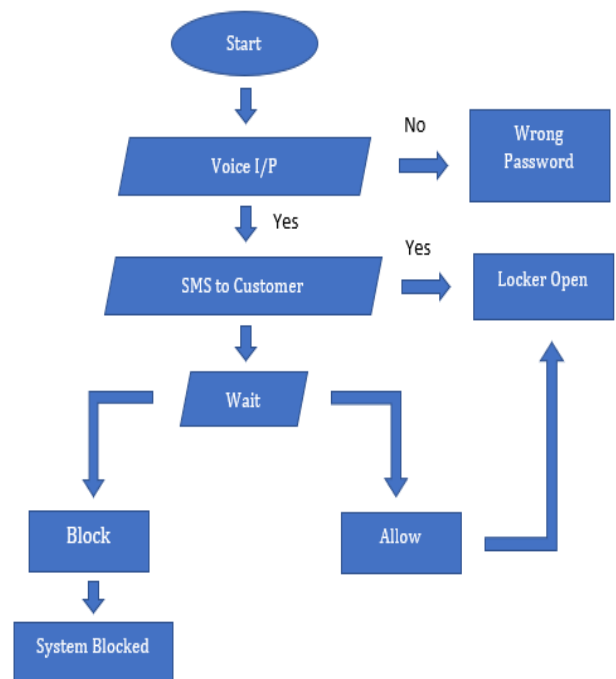 Start
No
Voice I/P
Wrong
Password
Yes
Yes
SMS to Customer
Locker Open
Wait
Block
Allow
System Blocked